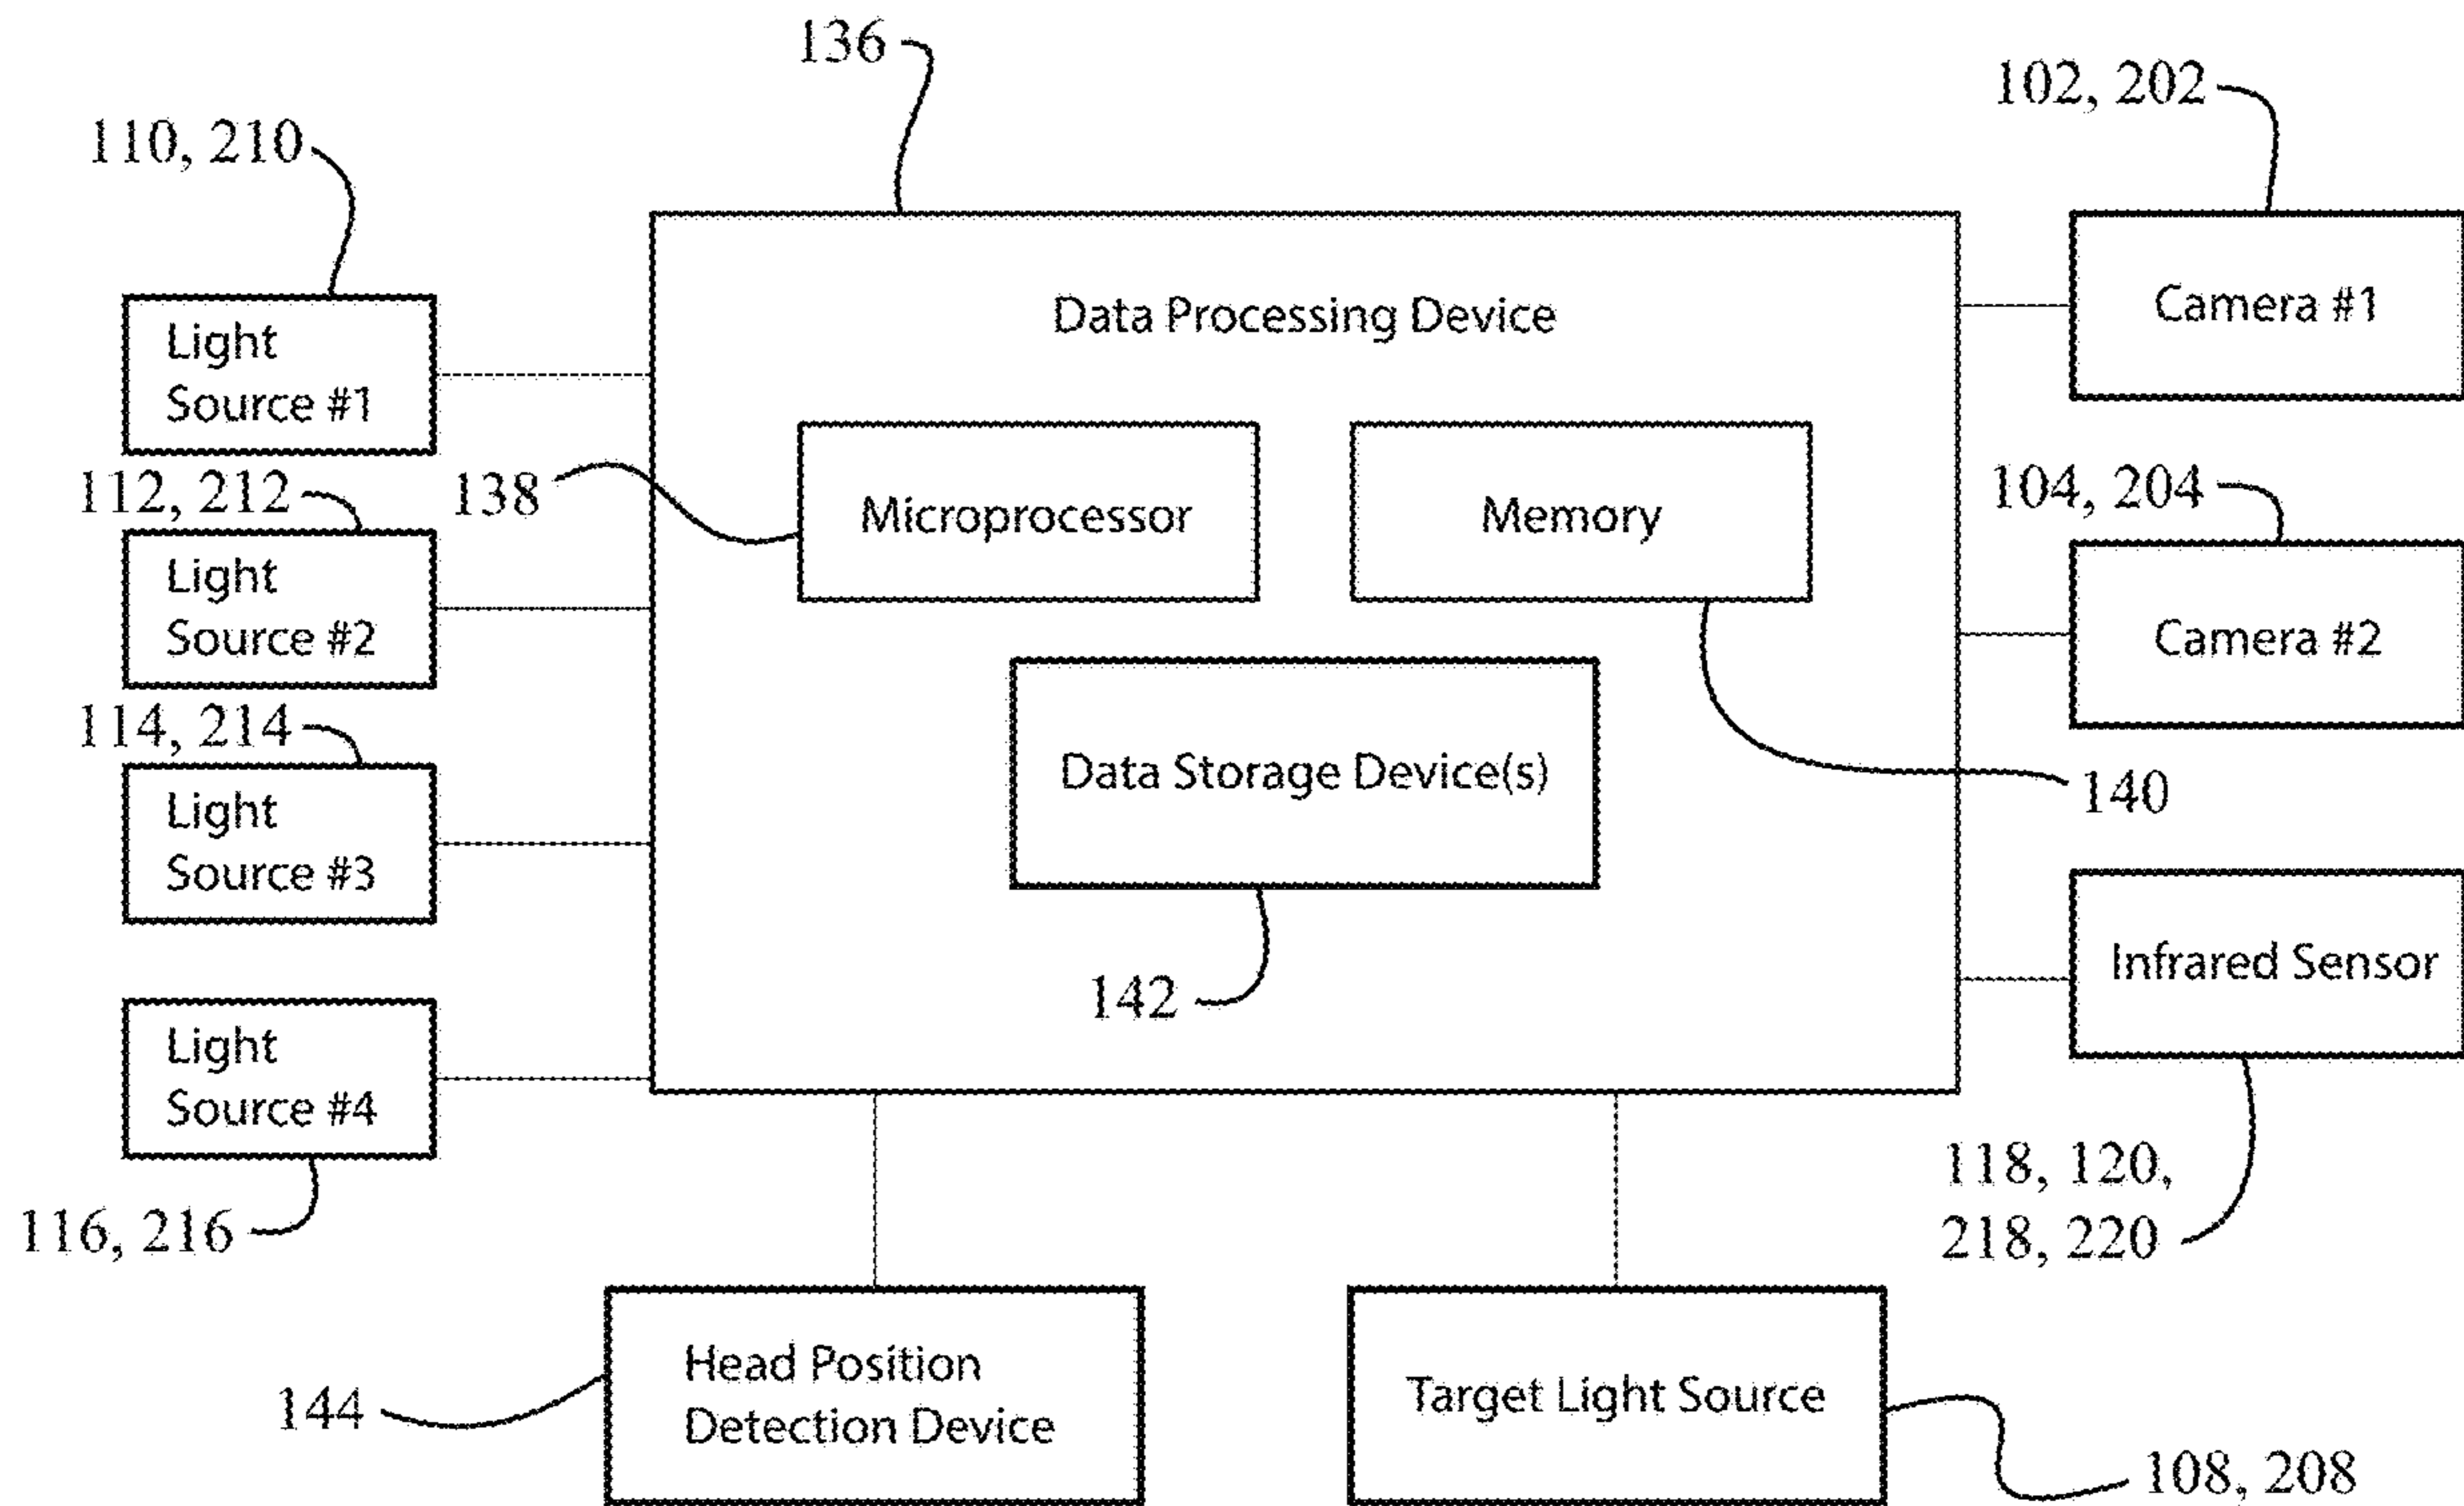 136
102, 202
110, 210
Data Processing Device
Camera #1
Light
Source #1
112, 212
138
Microprocessor
Memory
104, 204
Light
Source #2
Camera #2
114, 214
Data Storage Device(s)
140
Light
Source #3
142
Infrared Sensor
Light
Source #4
118, 120,
218, 220
116, 216
144
Head Position
Detection Device
Target Light Source
108, 208